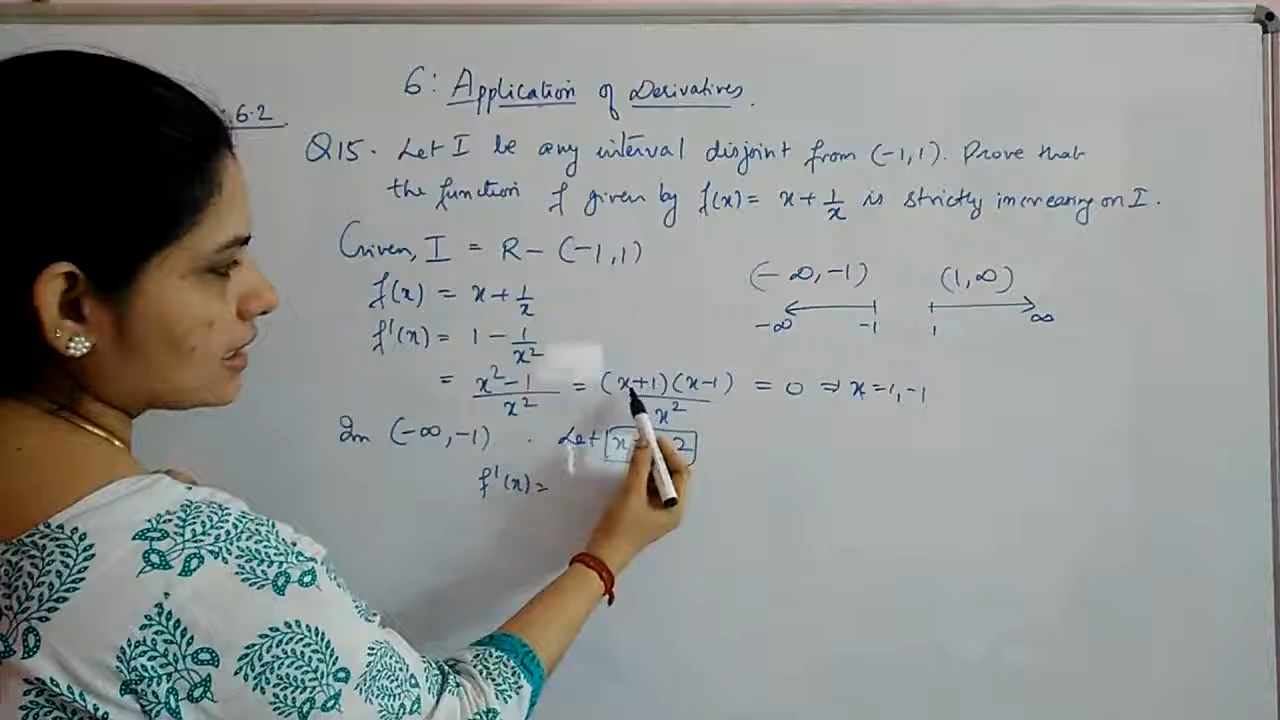 6: Application of Derivatives.
6.2
Q15. Let I be any interval disjoint from (-1,1). Prove that
the function f given by f(x) = x + 1/x is strictly increasing on I.
Given, I = R - (-1,1)
(-∞,-1) (1,∞)
f(x) = x + 1/x
-∞ -1 1 ∞
f'(x) = 1 - 1/x²
= x²-1/x² = (x+1)(x-1)/x² = 0 ⇒ x=1,-1
In (-∞,-1) . Let x 2
f'(x) =